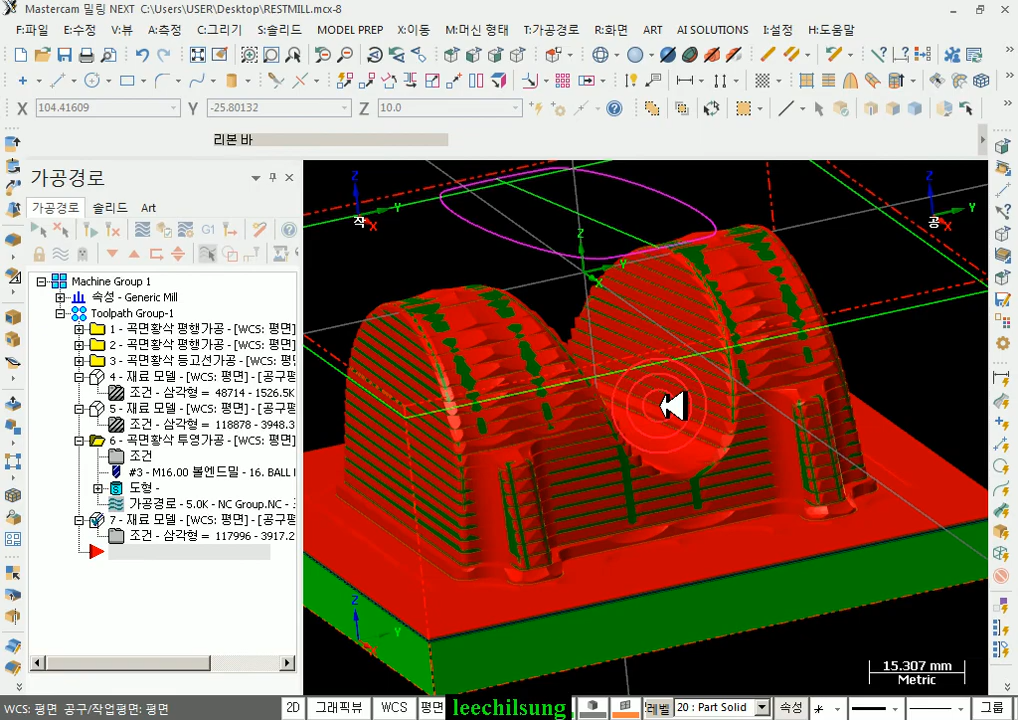 Mastercam 밀링 NEXT  C:\Users\USER\Desktop\RESTMILL.mcx-8
F:파일 E:수정 V:뷰 A:측정 C:그리기 S:솔리드 MODEL PREP X:이동 M:머신 형태 T:가공경로 R:화면 ART AI SOLUTIONS I:설정 H:도움말
X 104.41609 Y -25.80132 Z 10.0
리본 바
가공경로
가공경로 솔리드 Art
G1
Machine Group 1
속성 - Generic Mill
Toolpath Group-1
1 - 곡면황삭 평행가공 - [WCS: 평면]
2 - 곡면황삭 평행가공 - [WCS: 평면]
3 - 곡면황삭 등고선가공 - [WCS: 평
4 - 재료 모델 - [WCS: 평면] - [공구평
조건 - 삼각형 = 48714 - 1526.5K
5 - 재료 모델 - [WCS: 평면] - [공구평
조건 - 삼각형 = 118878 - 3948.3
6 - 곡면황삭 투영가공 - [WCS: 평면]
조건
#3 - M16.00 볼엔드밀 - 16. BALL
도형 -
가공경로 - 5.0K - NC Group.NC -
7 - 재료 모델 - [WCS: 평면] - [공구평
조건 - 삼각형 = 117996 - 3917.2
Z
Y
작 X
Z
Y
공 X
Z
Y
X
Z
Y
X
15.307 mm
Metric
WCS: 평면 공구/작업평면: 평면
2D 그래픽뷰 WCS 평면 leechilsung 레벨 20 : Part Solid 속성 그룹